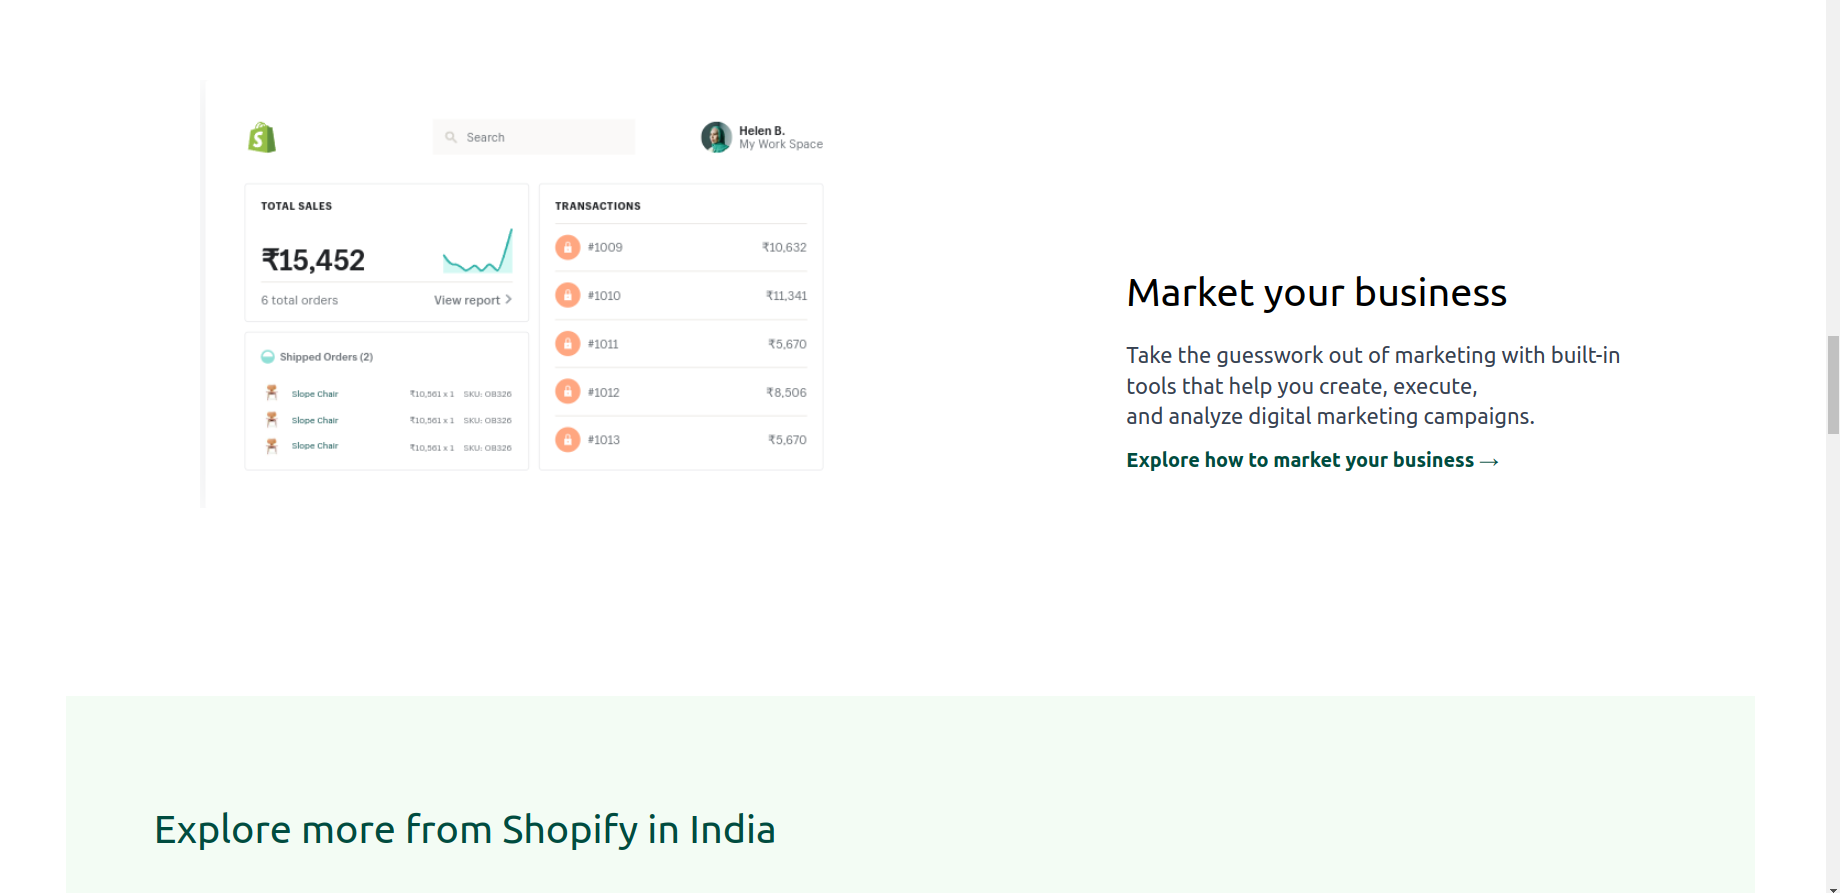 S
Search
Helen B.
My Work Space
TOTAL SALES
₹15,452
6 total orders
View report >
Shipped Orders (2)
Slope Chair ₹10,561 x 1 SKU: OB326
Slope Chair ₹10,561 x 1 SKU: OB326
Slope Chair ₹10,561 x 1 SKU: OB326
TRANSACTIONS
#1009 ₹10,632
#1010 ₹11,341
#1011 ₹5,670
#1012 ₹8,506
#1013 ₹5,670
Market your business
Take the guesswork out of marketing with built-in
tools that help you create, execute,
and analyze digital marketing campaigns.
Explore how to market your business →
Explore more from Shopify in India